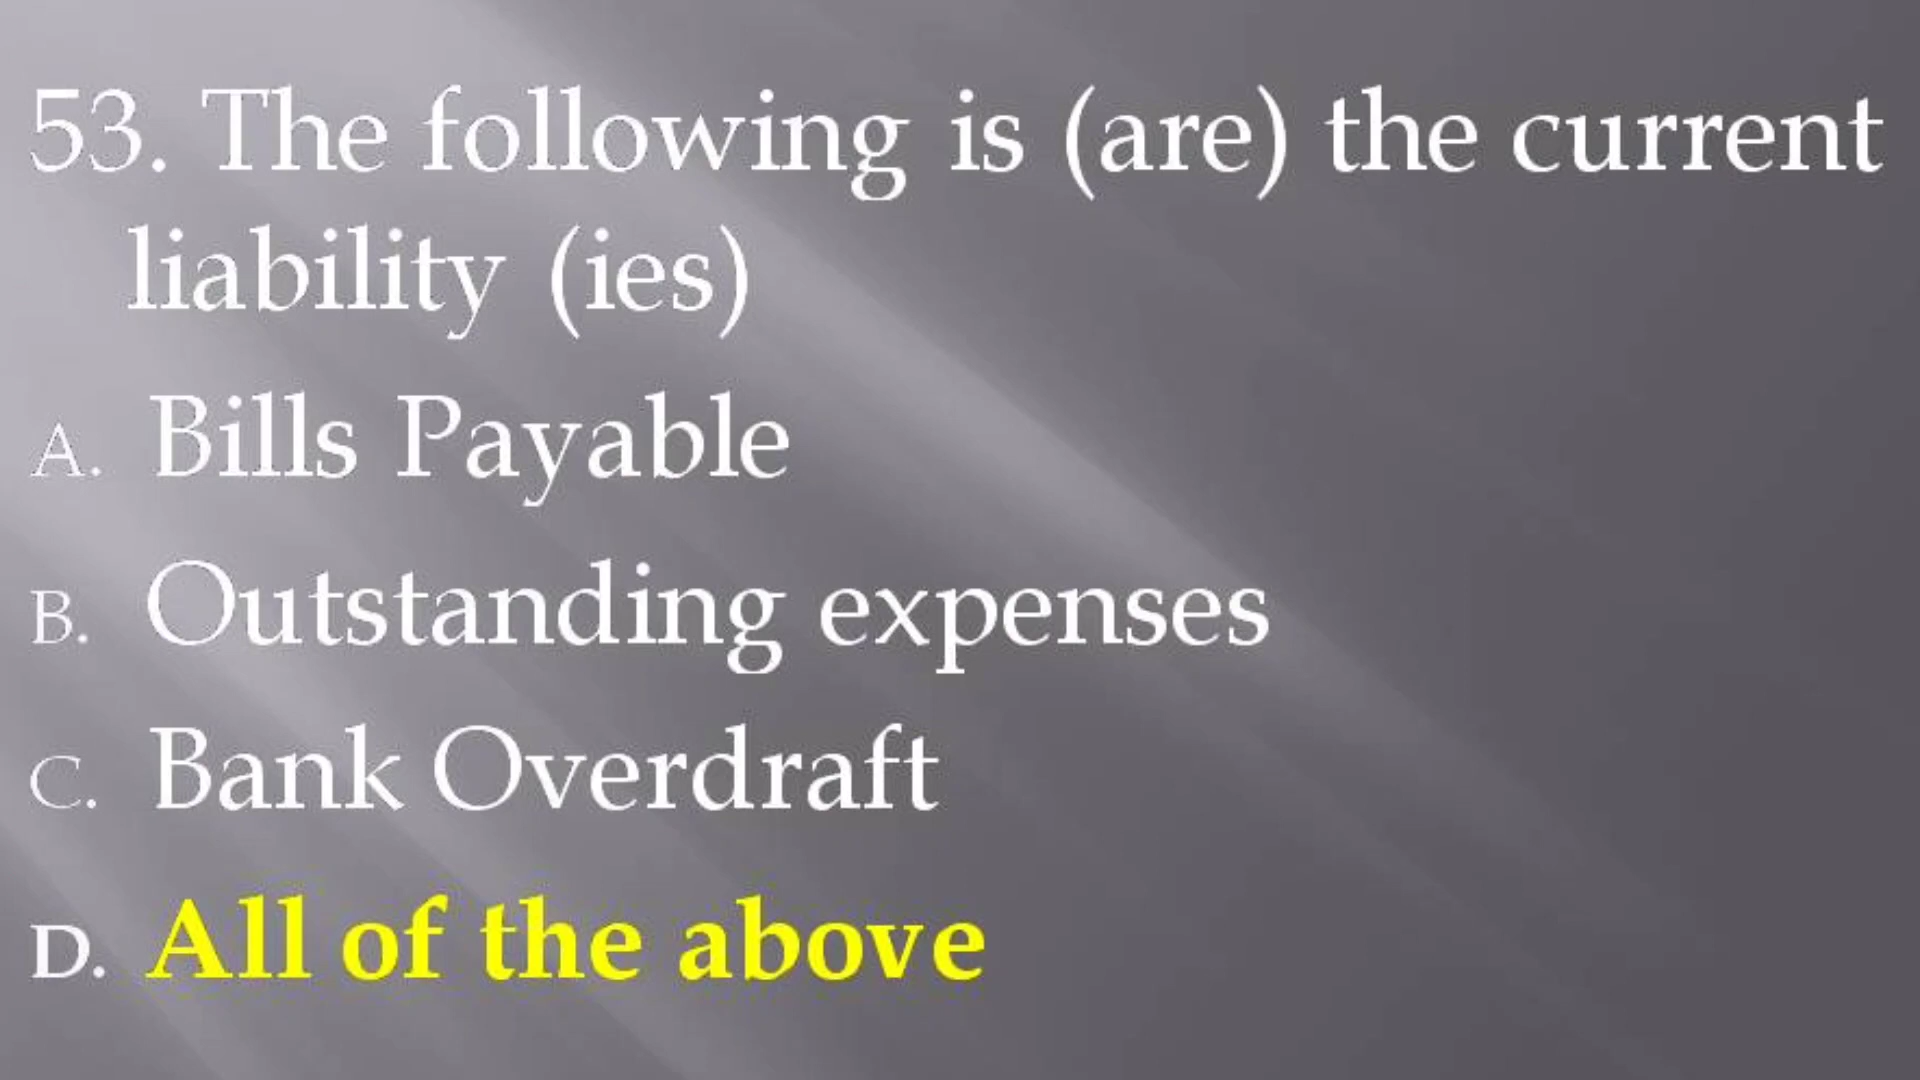 53. The following is (are) the current
liability (ies)
A. Bills Payable
B. Outstanding expenses
C. Bank Overdraft
D. All of the above